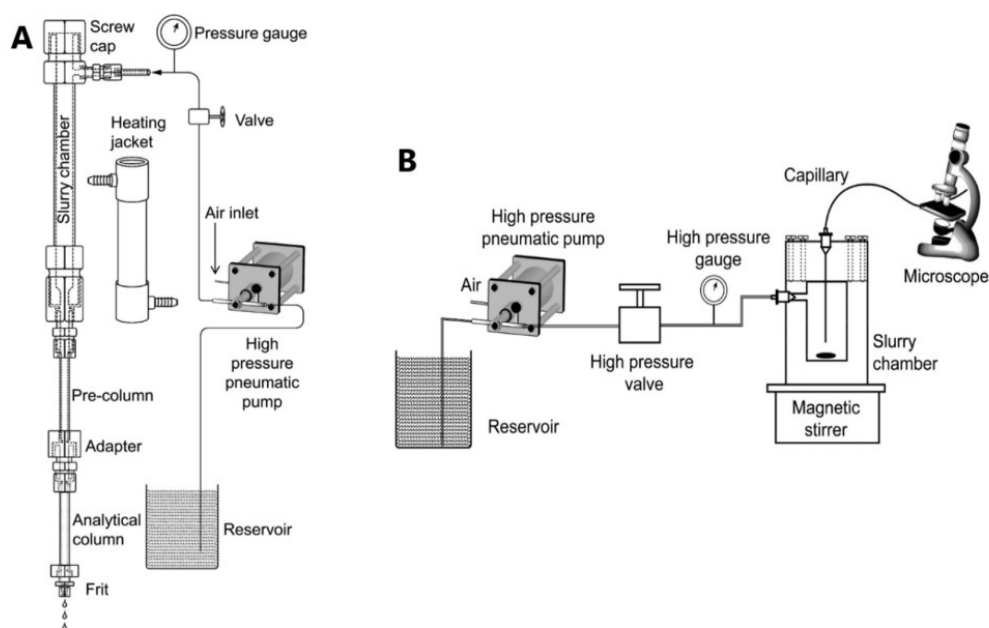 A
Screw
cap
Pressure gauge
Valve
Heating
jacket
Slurry chamber
Air inlet
High
pressure
pneumatic
pump
Pre-column
Adapter
Analytical
column
Reservoir
Frit
B
Capillary
High pressure
pneumatic pump
High pressure
gauge
Air
Microscope
High pressure
valve
Slurry
chamber
Reservoir
Magnetic
stirrer